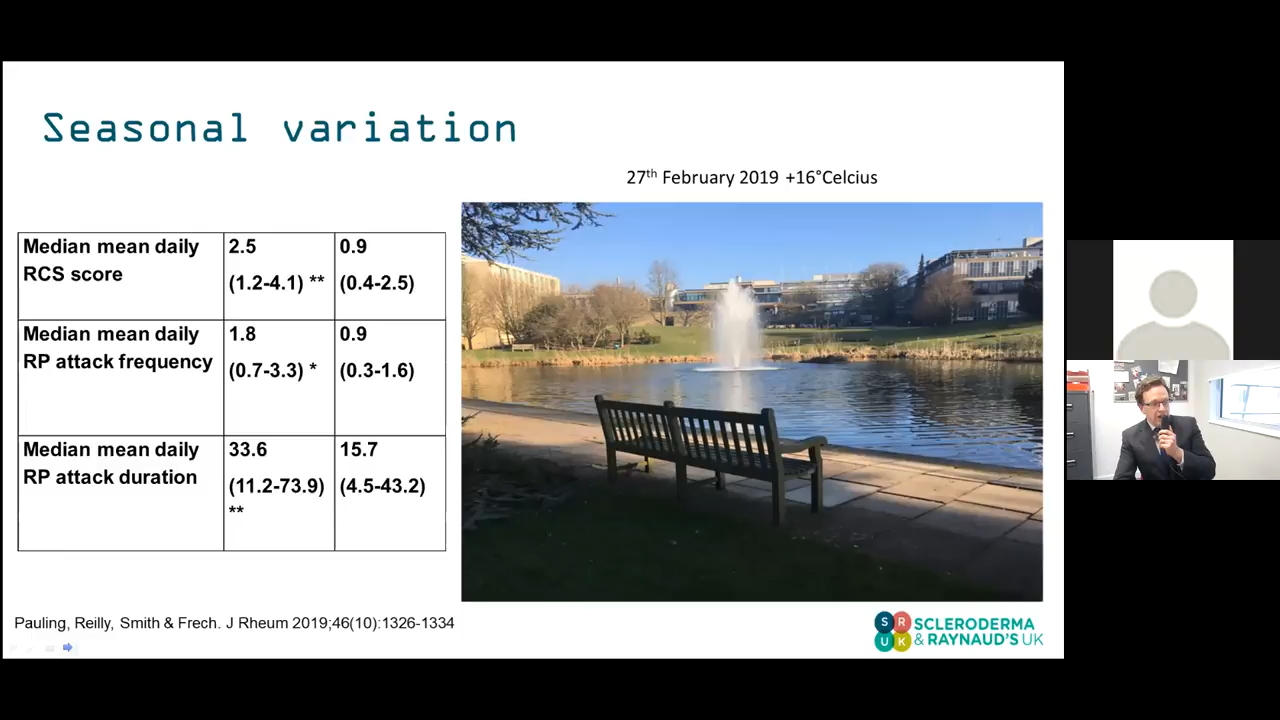 Seasonal variation
27th February 2019 +16°Celcius
Median mean daily
RCS score
2.5
(1.2-4.1) **
0.9
(0.4-2.5)
Median mean daily
RP attack frequency
1.8
(0.7-3.3) *
0.9
(0.3-1.6)
Median mean daily
RP attack duration
33.6
(11.2-73.9)
**
15.7
(4.5-43.2)
Pauling, Reilly, Smith & Frech. J Rheum 2019;46(10):1326-1334
S R
U K
SCLERODERMA
& RAYNAUD'S UK